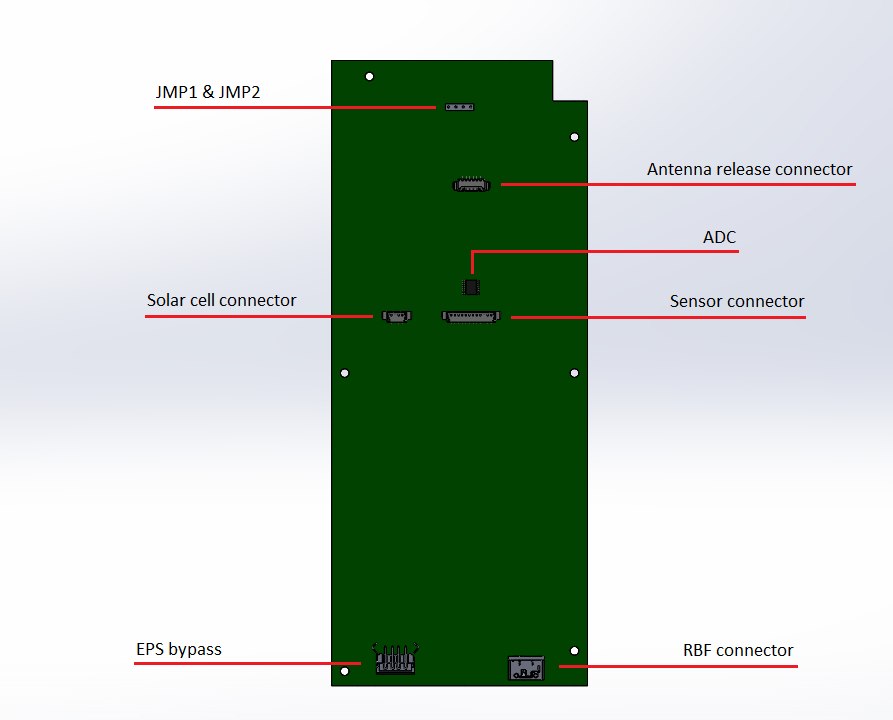 JMP1 & JMP2
Antenna release connector
ADC
Solar cell connector
Sensor connector
EPS bypass
RBF connector